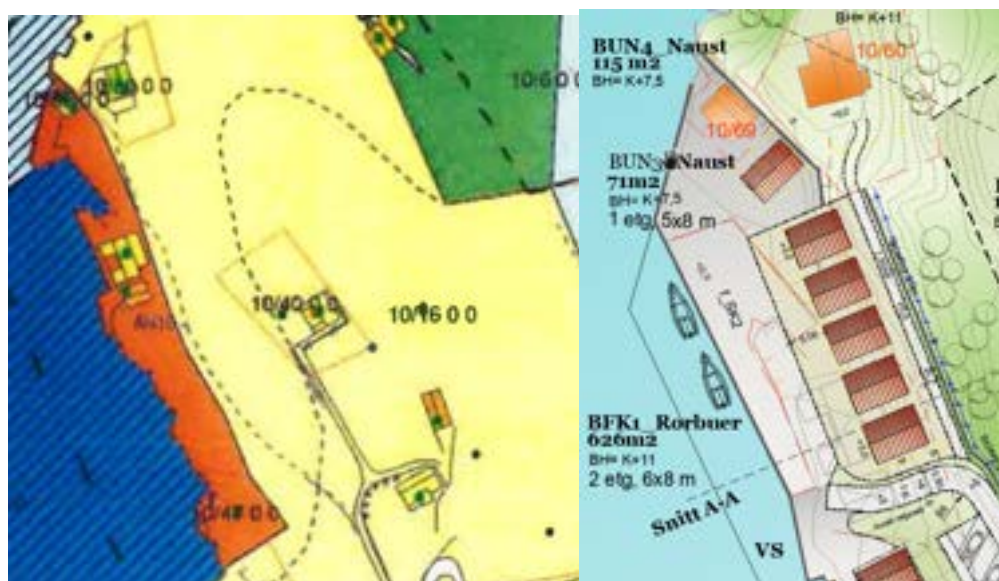 10/6 0 0
10/40 0 0
10/16 0 0
BH= K+11
BUN4_Naust
115 m2
BH= K+7,5
10/60
10/69
BUN3_Naust
71m2
BH= K+7,5
1 etg, 5x8 m
f_SK2
BFK1_Rorbuer
626m2
BH= K+11
2 etg, 6x8 m
Snitt A-A
VS